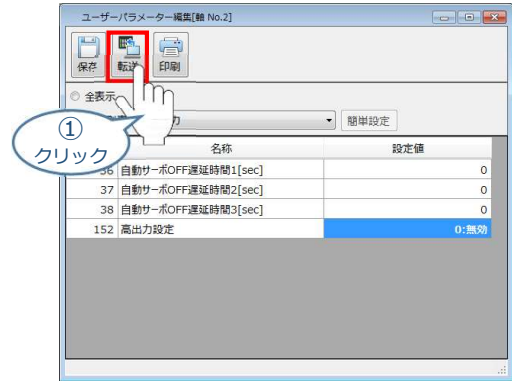 ユーザーパラメーター編集[軸 No.2]
保存 転送 印刷
全表示
力 簡単設定
①
クリック
名称 設定値
36 自動サーボOFF遅延時間1[sec] 0
37 自動サーボOFF遅延時間2[sec] 0
38 自動サーボOFF遅延時間3[sec] 0
152 高出力設定 0:無効